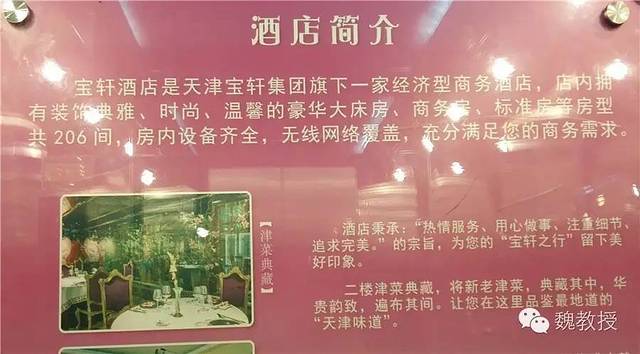 酒店简介
宝轩酒店是天津宝轩集团旗下一家经济型商务酒店，店内拥
有装饰典雅、时尚、温馨的豪华大床房、商务房、标准房等房型
共206间，房内设备齐全，无线网络覆盖，充分满足您的商务需求。
【津菜典藏】
酒店秉承：“热情服务、用心做事、注重细节、
追求完美。”的宗旨，为您的“宝轩之行”留下美
好印象。
二楼津菜典藏，将新老津菜，典藏其中，华
贵韵致，遍布其间。让您在这里品鉴最地道的
“天津味道”。
魏教授